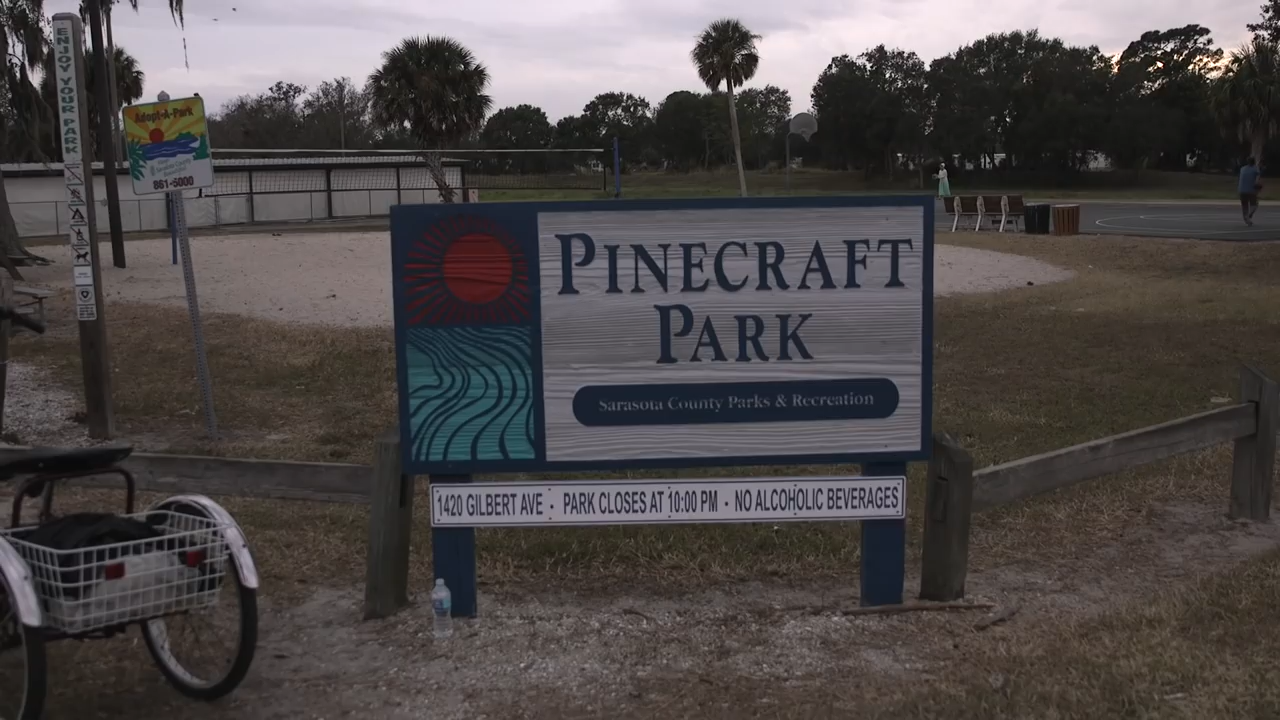 ENJOY YOUR PARK
Adopt-A-Park
861-5000
PINECRAFT
PARK
Sarasota County Parks & Recreation
1420 GILBERT AVE • PARK CLOSES AT 10:00 PM • NO ALCOHOLIC BEVERAGES